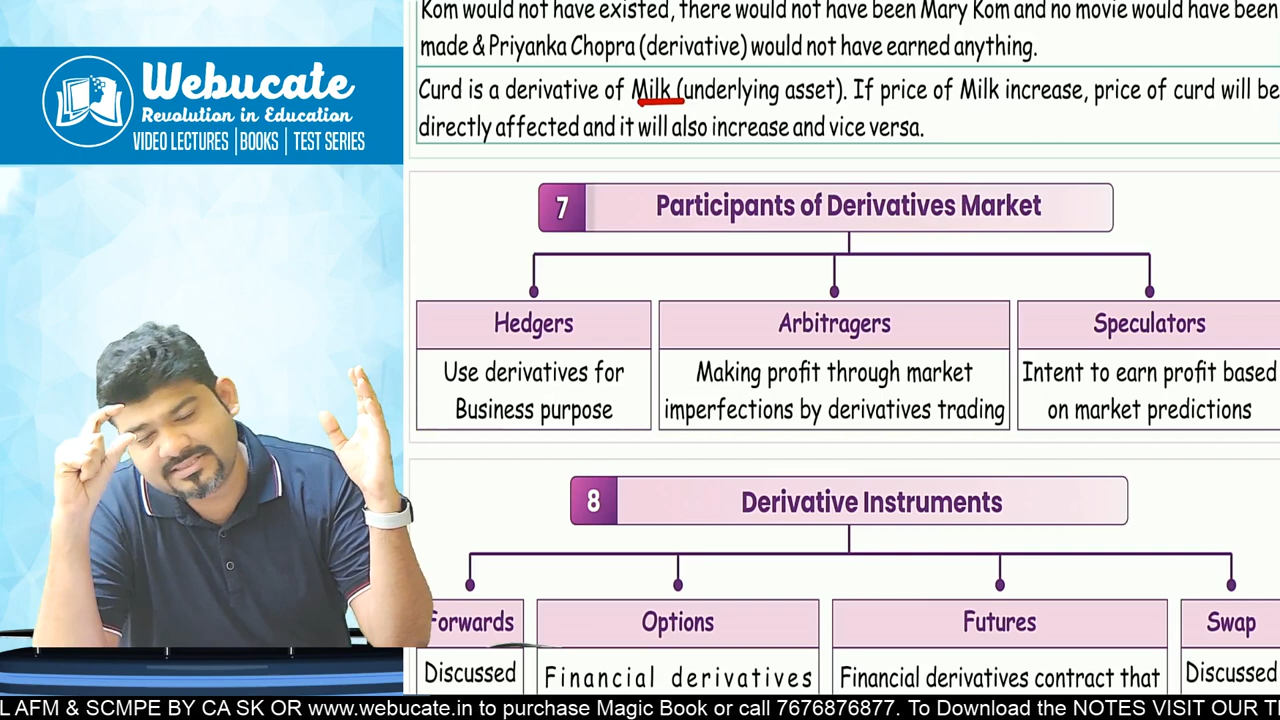 Kom would not have existed, there would not have been Mary Kom and no movie would have been
made & Priyanka Chopra (derivative) would not have earned anything.
Curd is a derivative of Milk (underlying asset). If price of Milk increase, price of curd will be
directly affected and it will also increase and vice versa.
Webucate
Revolution in Education
VIDEO LECTURES | BOOKS | TEST SERIES
7 Participants of Derivatives Market
Hedgers
Use derivatives for
Business purpose
Arbitragers
Making profit through market
imperfections by derivatives trading
Speculators
Intent to earn profit based
on market predictions
8 Derivative Instruments
Forwards
Discussed
Options
Financial derivatives
Futures
Financial derivatives contract that
Swap
Discussed
L AFM & SCMPE BY CA SK OR www.webucate.in to purchase Magic Book or call 7676876877. To Download the NOTES VISIT OUR T